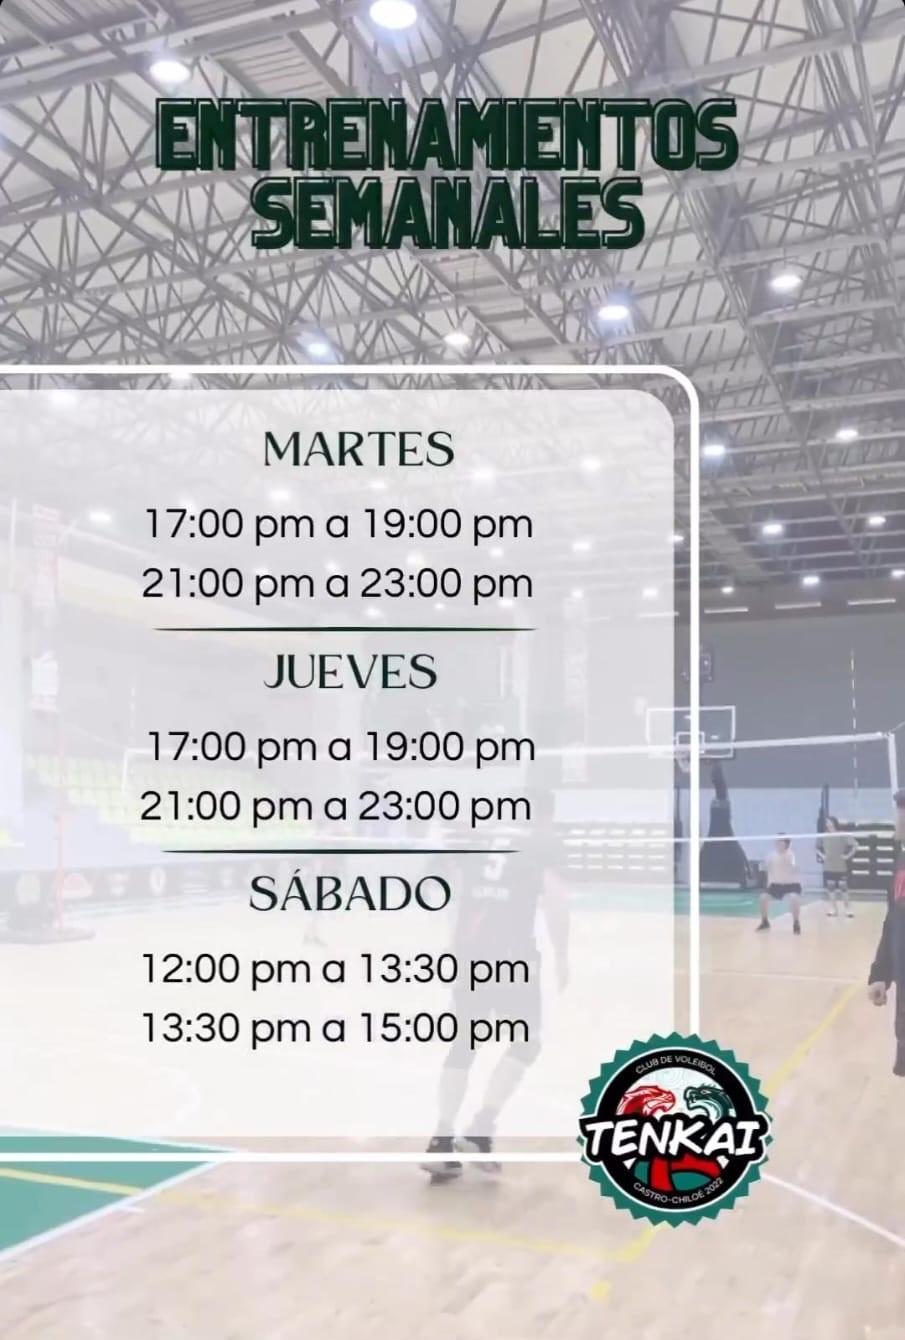 ENTRENAMIENTOS
SEMANALES
MARTES
17:00 pm a 19:00 pm
21:00 pm a 23:00 pm
JUEVES
17:00 pm a 19:00 pm
21:00 pm a 23:00 pm
SÁBADO
12:00 pm a 13:30 pm
13:30 pm a 15:00 pm
CLUB DE VOLEIBOL
TENKAI
CASTRO-CHILOÉ 2022